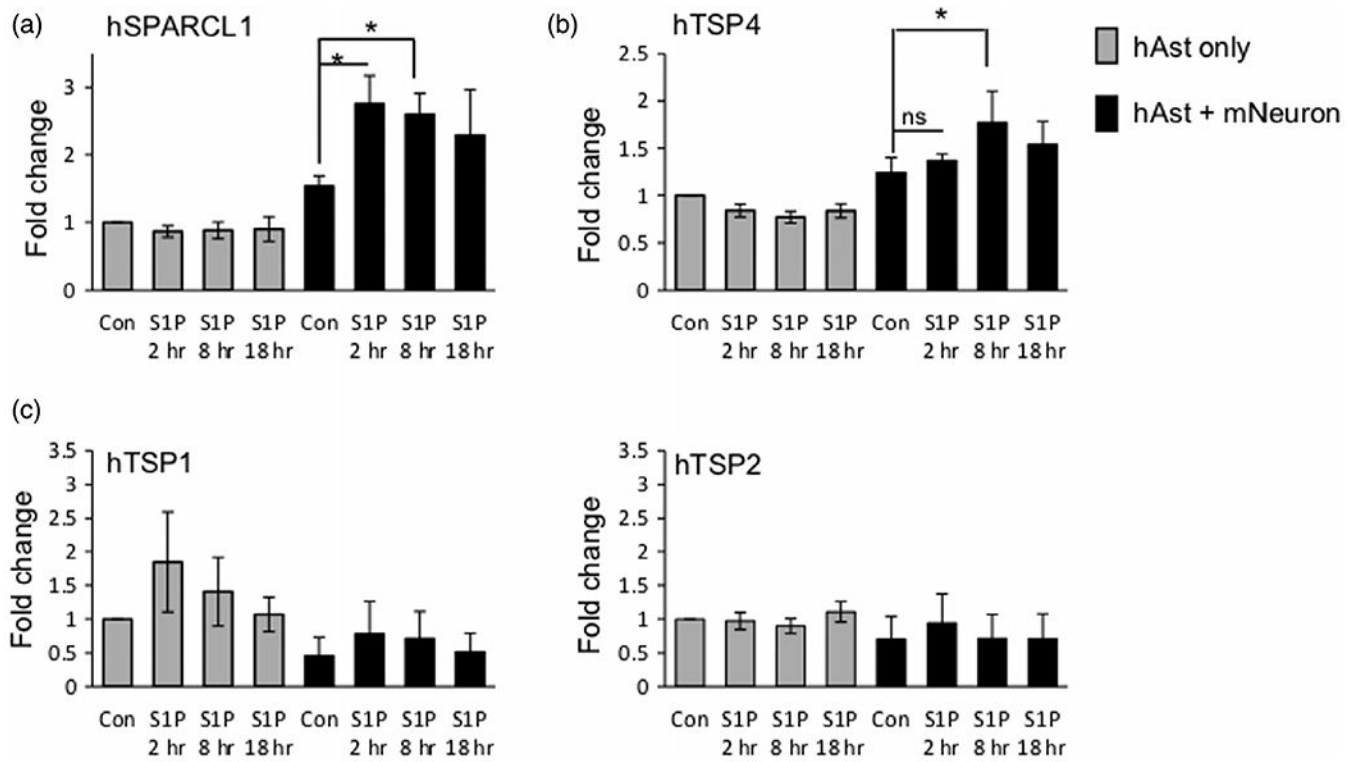 (a)
hSPARCL1
*
*
Fold change
3
2
1
0
Con S1P S1P S1P Con S1P S1P S1P
2 hr 8 hr 18 hr 2 hr 8 hr 18 hr
(b)
hTSP4
*
ns
Fold change
2.5
2
1.5
1
0.5
0
Con S1P S1P S1P Con S1P S1P S1P
2 hr 8 hr 18 hr 2 hr 8 hr 18 hr
hAst only
hAst + mNeuron
(c)
hTSP1
Fold change
3.5
3
2.5
2
1.5
1
0.5
0
Con S1P S1P S1P Con S1P S1P S1P
2 hr 8 hr 18 hr 2 hr 8 hr 18 hr
hTSP2
Fold change
3.5
3
2.5
2
1.5
1
0.5
0
Con S1P S1P S1P Con S1P S1P S1P
2 hr 8 hr 18 hr 2 hr 8 hr 18 hr